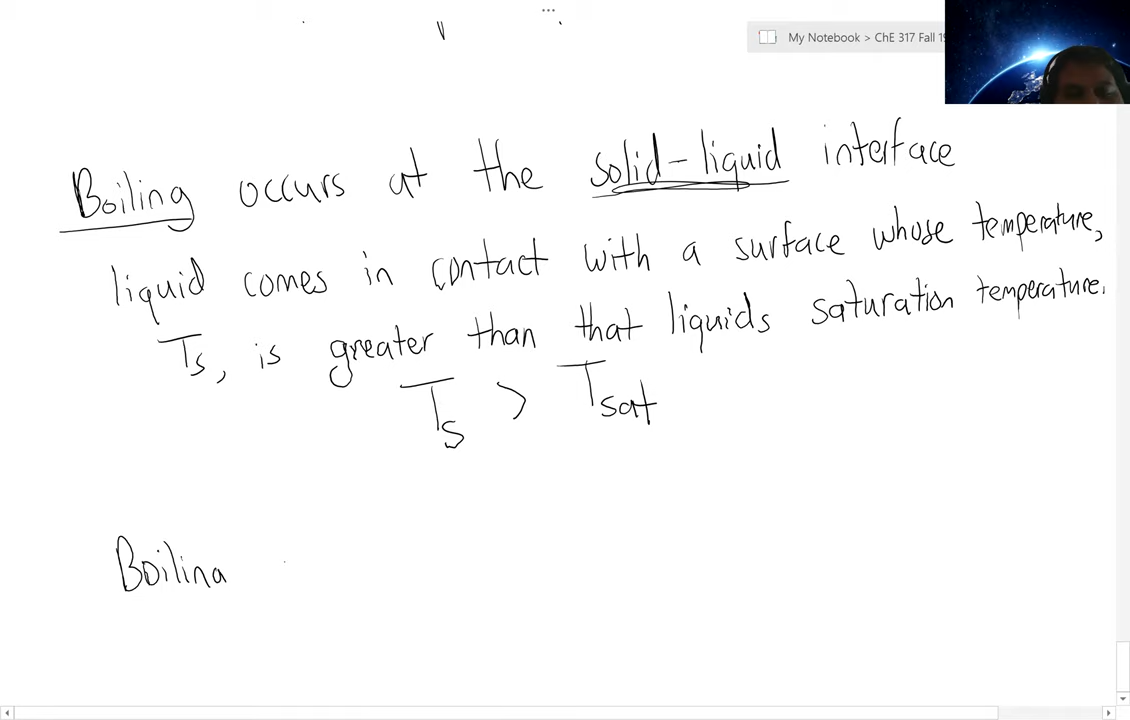 My Notebook > ChE 317 Fall 19
Boiling occurs at the solid-liquid interface
liquid comes in contact with a surface whose temperature,
Ts, is greater than that liquids saturation temperature.
Ts > Tsat
Boilina